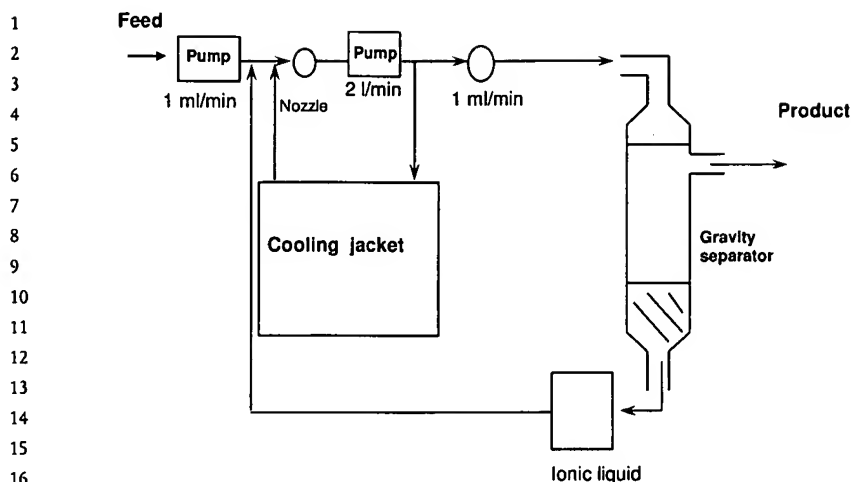 1
2
3
4
5
6
7
8
9
10
11
12
13
14
15
16
Feed
Pump
1 ml/min
Nozzle
Pump
2 l/min
1 ml/min
Product
Cooling jacket
Gravity
separator
Ionic liquid